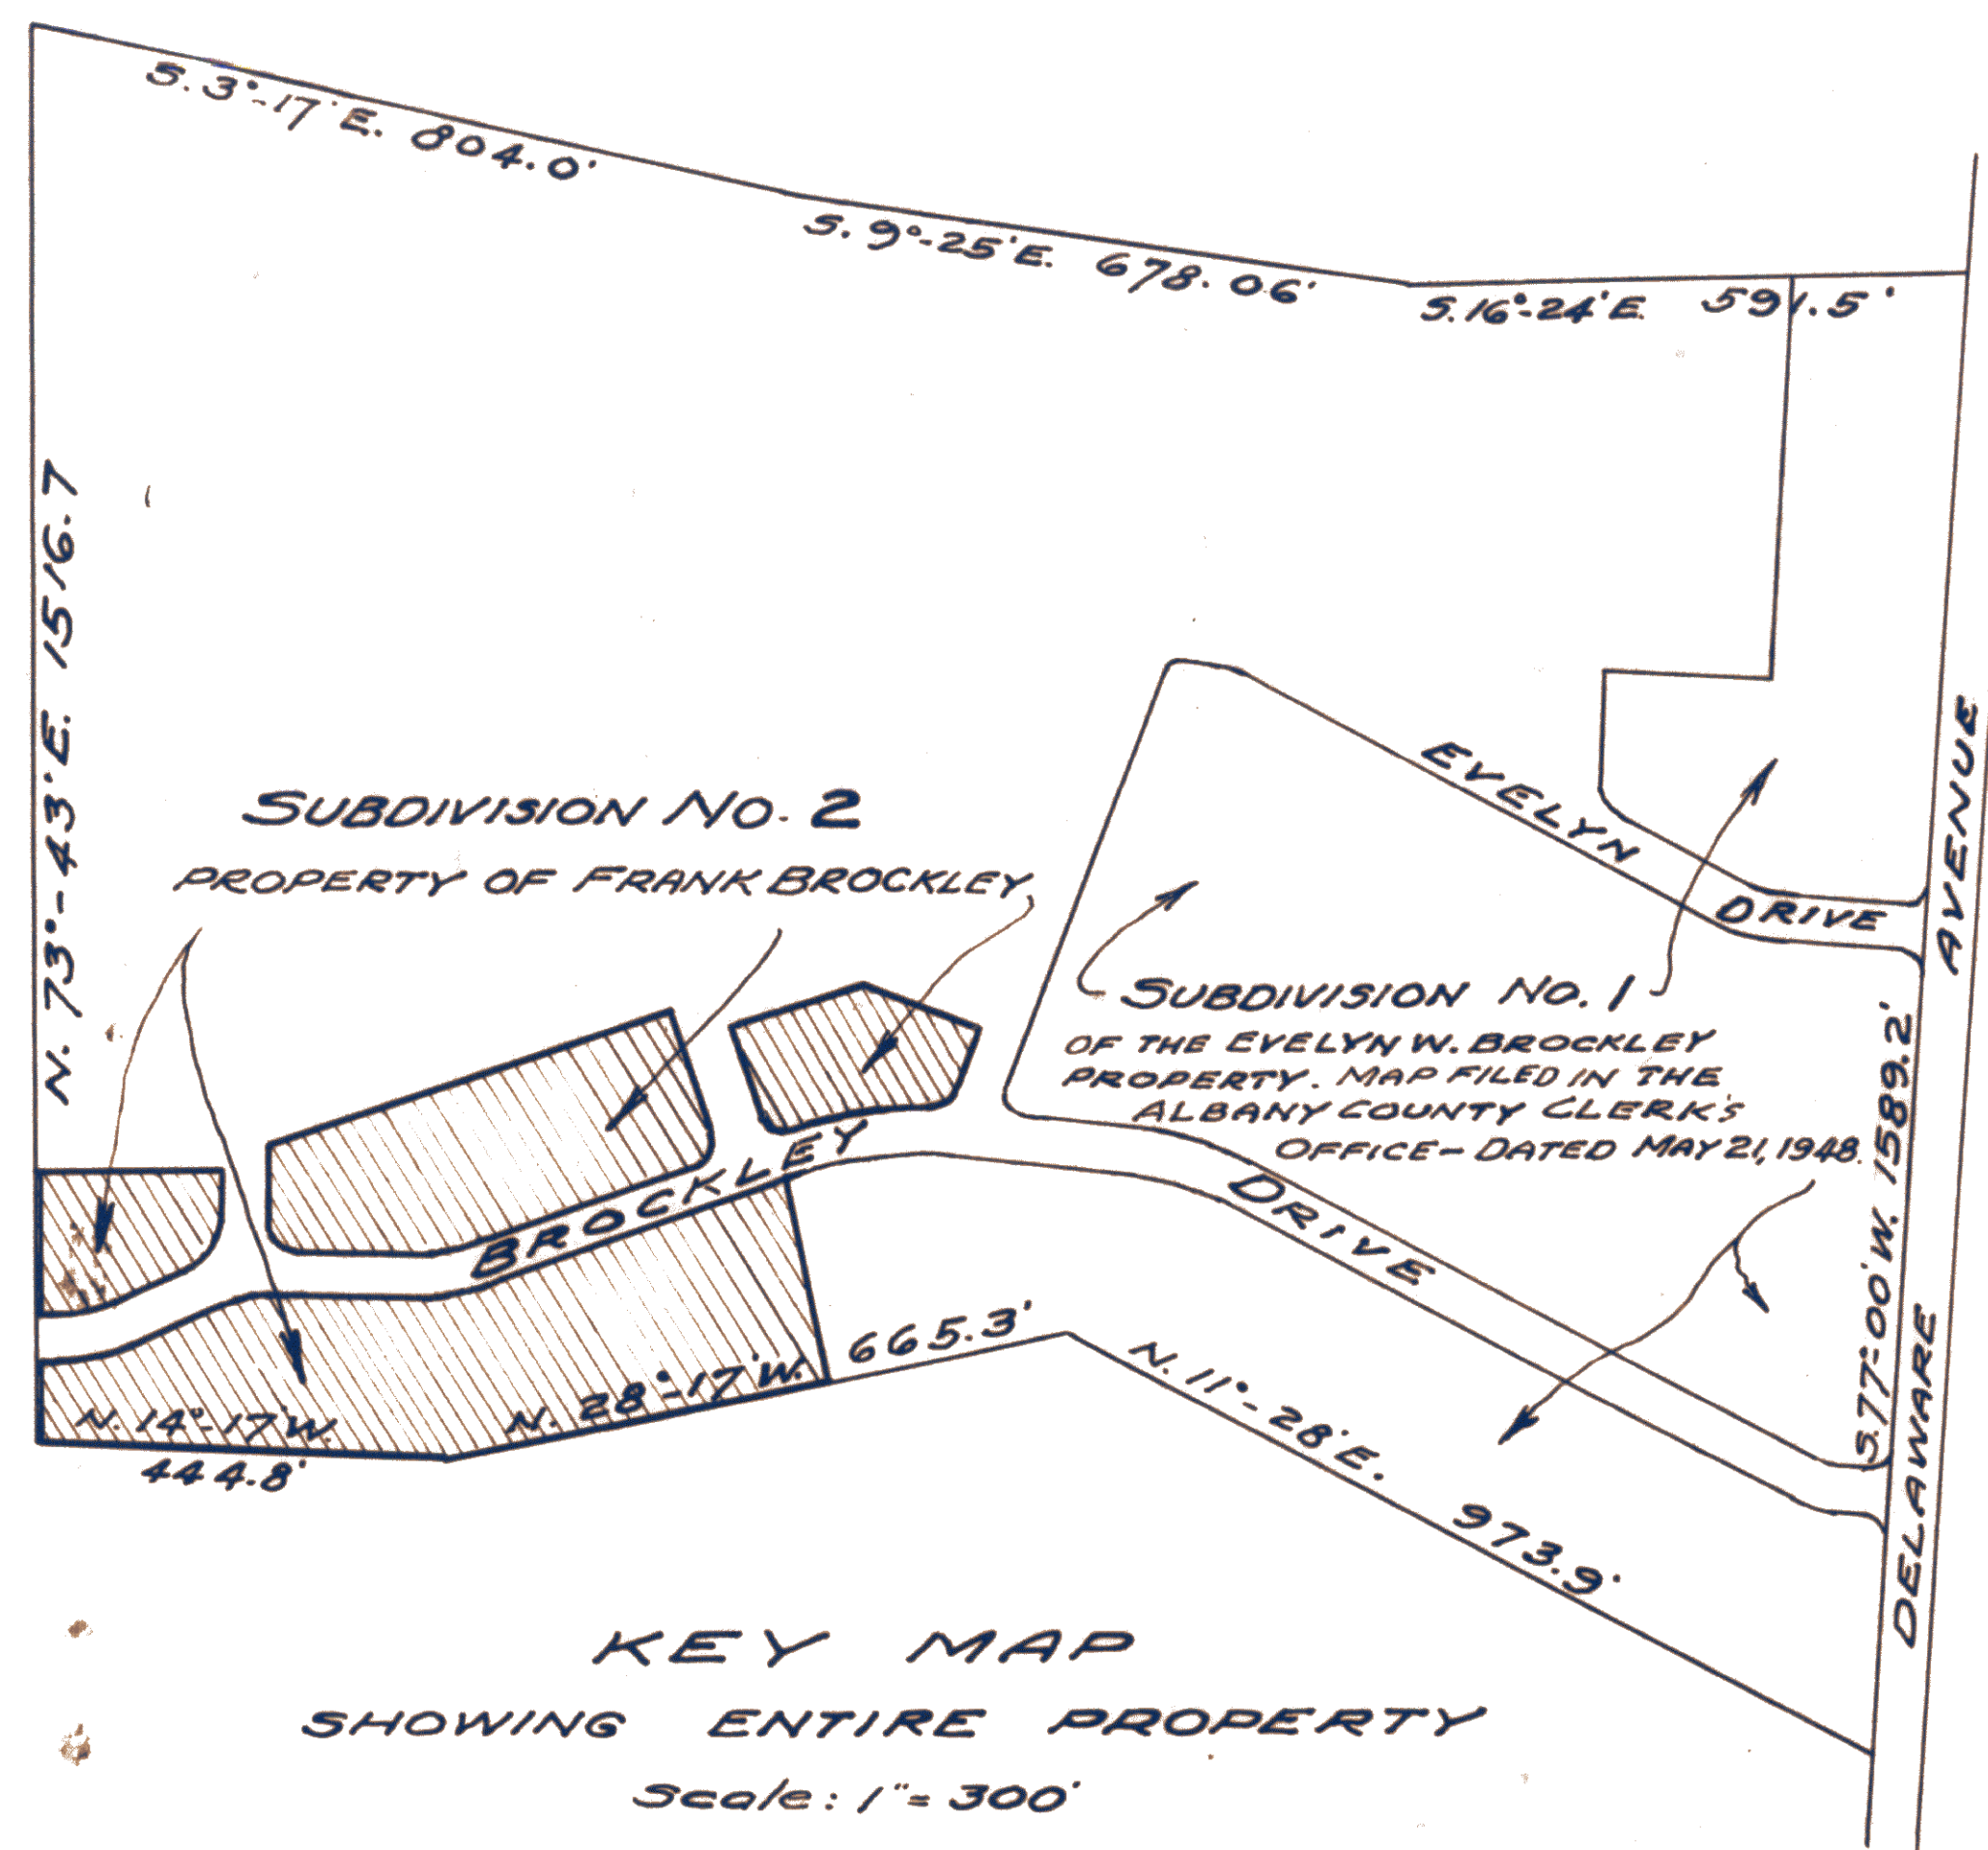 S. 3°-17' E. 804.0'
S. 9°-25' E. 678.06'
S. 16°-24' E. 591.5'
N. 73°-43' E. 1516.7
EVELYN DRIVE
AVENUE
SUBDIVISION NO. 2
PROPERTY OF FRANK BROCKLEY
SUBDIVISION NO. 1
OF THE EVELYN W. BROCKLEY
PROPERTY. MAP FILED IN THE
ALBANY COUNTY CLERK'S
OFFICE - DATED MAY 21, 1948.
BROCKLEY DRIVE
S. 77°-00' W. 1589.2'
DELAWARE
N. 14°-17' W.
444.8'
N. 28°-17' W. 665.3'
N. 11°-28' E. 973.9'
KEY MAP
SHOWING ENTIRE PROPERTY
Scale: 1" = 300'